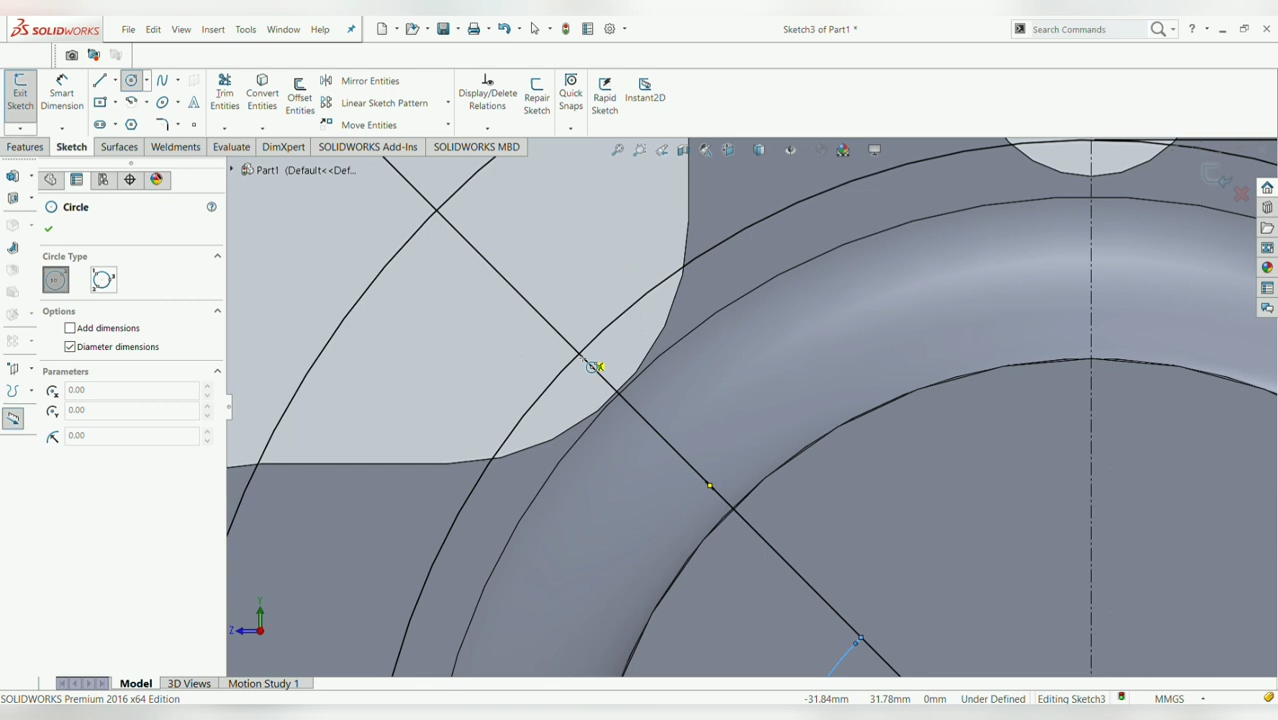 SOLIDWORKS File Edit View Insert Tools Window Help Sketch3 of Part1 * Search Commands ?
Exit Sketch
Smart Dimension
Trim Entities
Convert Entities
Offset Entities
Mirror Entities
Linear Sketch Pattern
Move Entities
Display/Delete Relations
Repair Sketch
Quick Snaps
Rapid Sketch
Instant2D
Features Sketch Surfaces Weldments Evaluate DimXpert SOLIDWORKS Add-Ins SOLIDWORKS MBD
Part1 (Default<<Def...
Circle ?
Circle Type
Options
Add dimensions
Diameter dimensions
Parameters
0.00
0.00
0.00
Y
Z
Model 3D Views Motion Study 1
SOLIDWORKS Premium 2016 x64 Edition -31.84mm 31.78mm 0mm Under Defined Editing Sketch3 MMGS